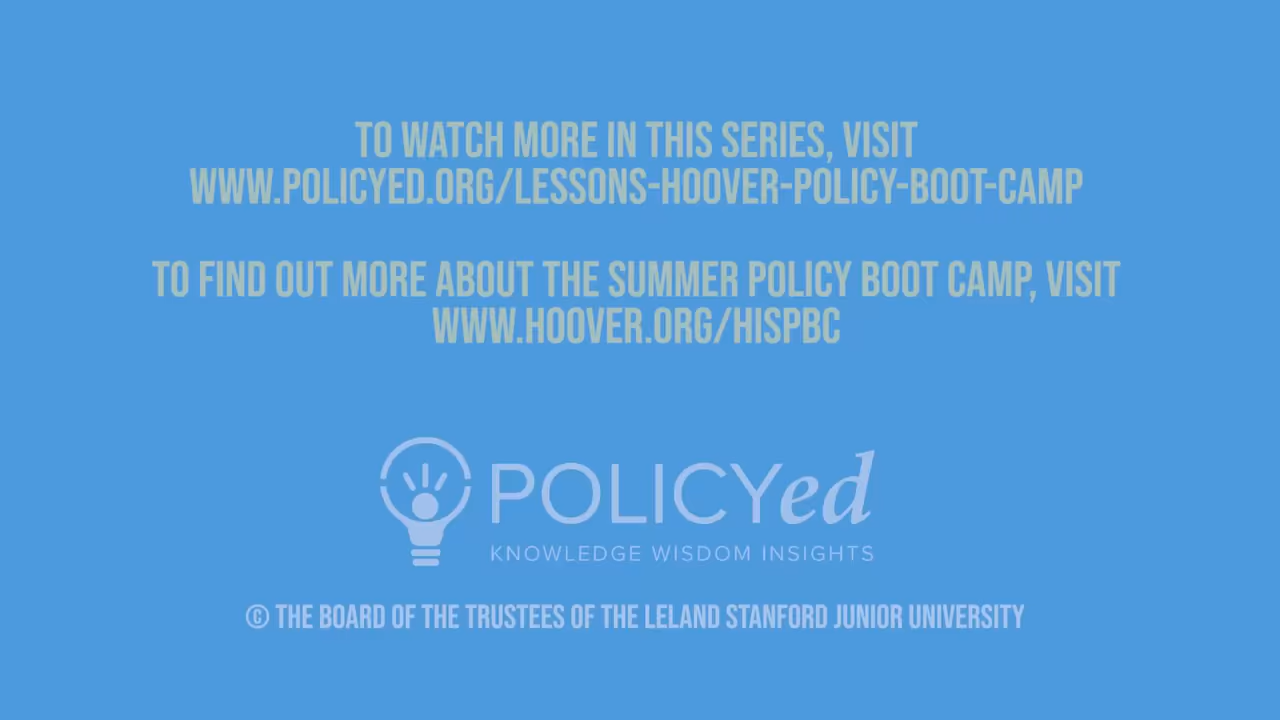 TO WATCH MORE IN THIS SERIES, VISIT
WWW.POLICYED.ORG/LESSONS-HOOVER-POLICY-BOOT-CAMP
TO FIND OUT MORE ABOUT THE SUMMER POLICY BOOT CAMP, VISIT
WWW.HOOVER.ORG/HISPBC
POLICYed
KNOWLEDGE WISDOM INSIGHTS
© THE BOARD OF THE TRUSTEES OF THE LELAND STANFORD JUNIOR UNIVERSITY